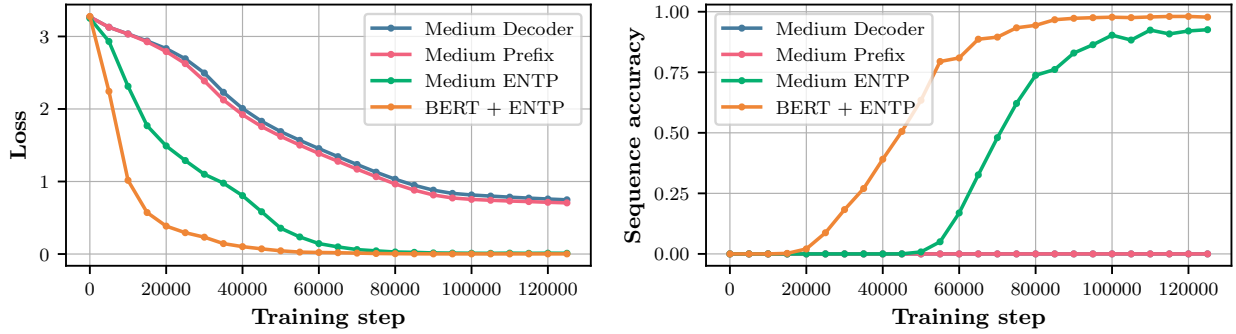 Loss
3
2
1
0
0
20000
40000
60000
80000
100000
120000
Training step
Medium Decoder
Medium Prefix
Medium ENTP
BERT + ENTP
Sequence accuracy
1.00
0.75
0.50
0.25
0.00
0
20000
40000
60000
80000
100000
120000
Training step
Medium Decoder
Medium Prefix
Medium ENTP
BERT + ENTP